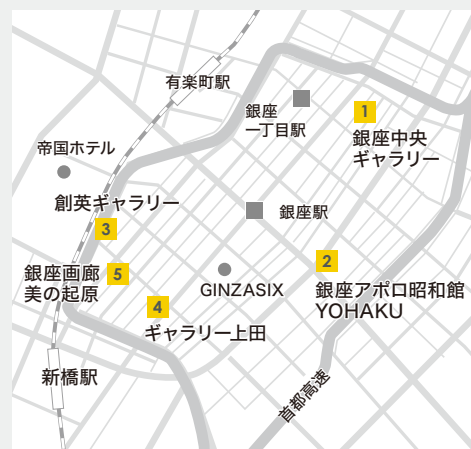 有楽町駅
銀座
一丁目駅
1
銀座中央
ギャラリー
帝国ホテル
創英ギャラリー
3
銀座駅
銀座画廊
美の起原
5
2
銀座アポロ昭和館
YOHAKU
GINZASIX
4
ギャラリー上田
新橋駅
首都高速